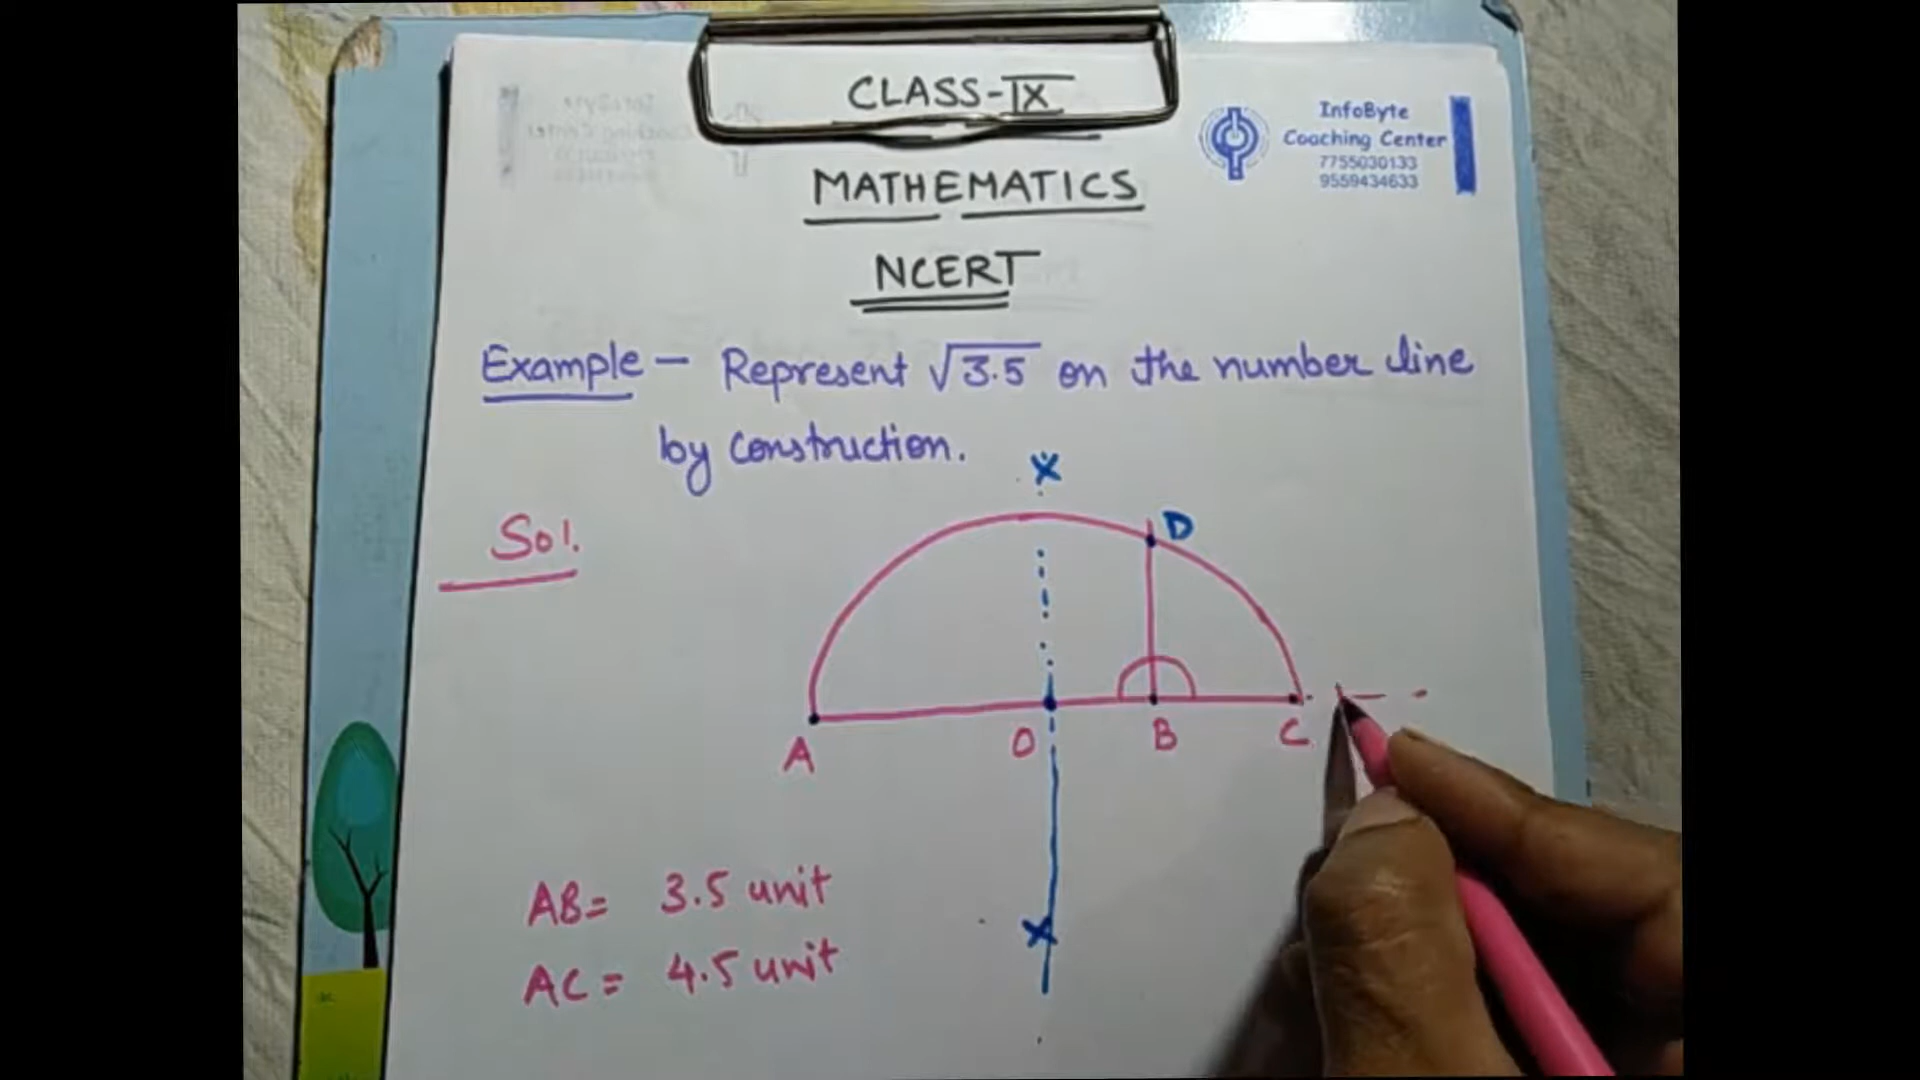 CLASS-IX
InfoByte
Coaching Center
7755030133
9559434633
MATHEMATICS
NCERT
Example - Represent √3.5 on the number line
by construction.
X
Sol.
D
A O B C
AB= 3.5 unit
X
AC= 4.5 unit